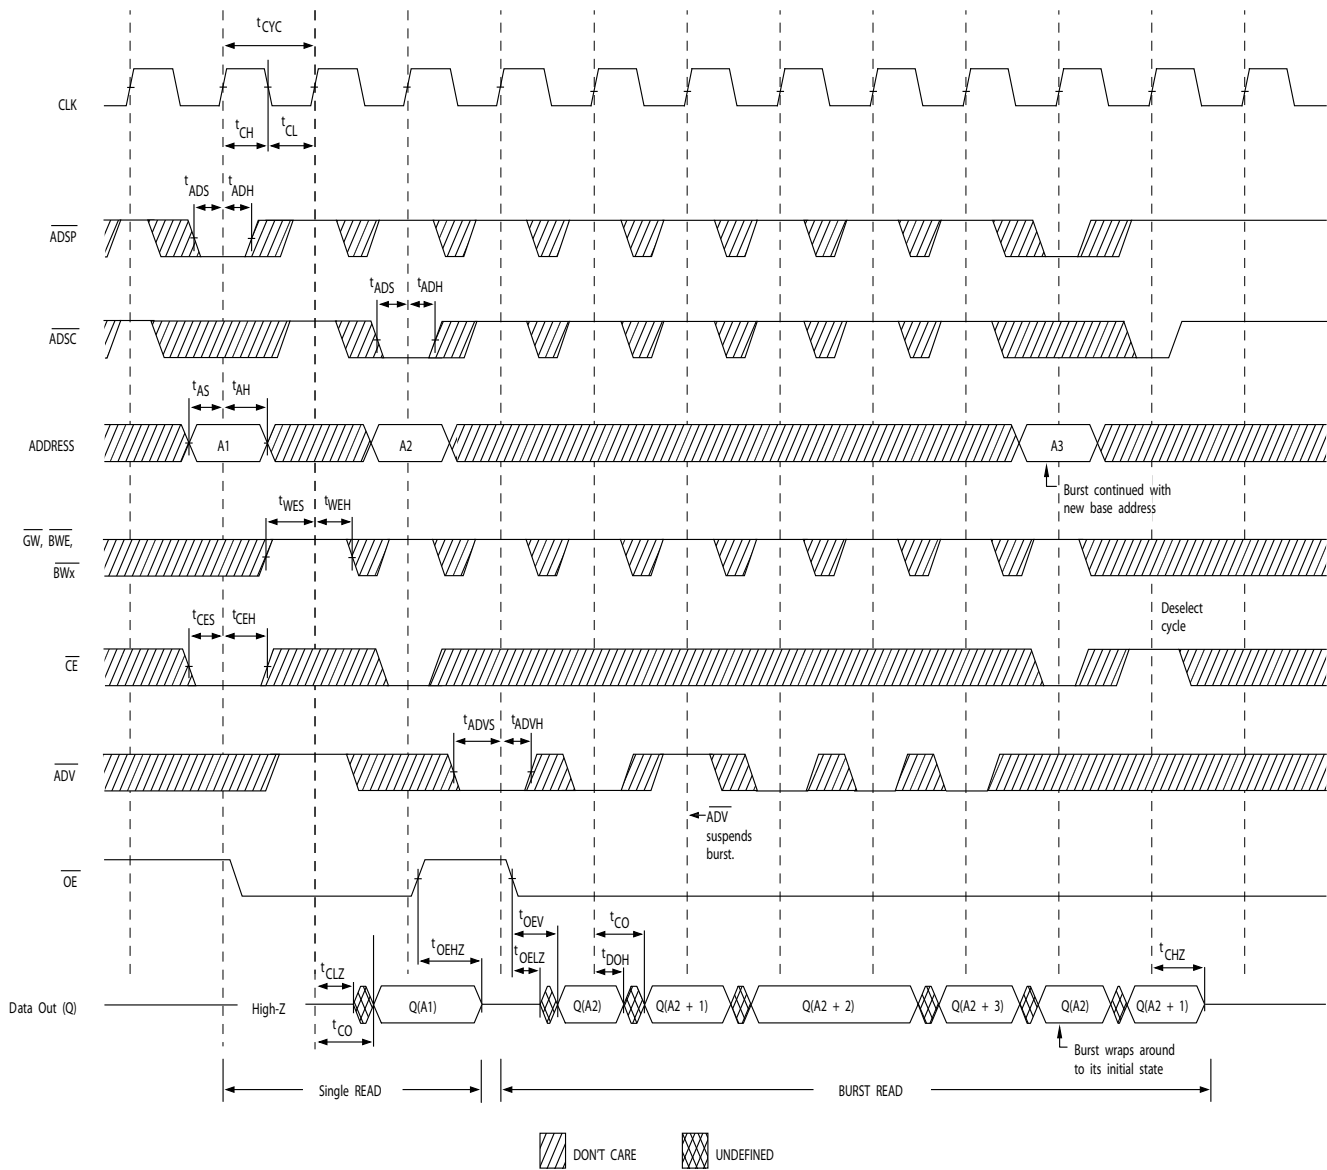 tCYC
CLK
tCH
tCL
tADS
tADH
ADSP
tADS
tADH
ADSC
tAS
tAH
ADDRESS
A1
A2
A3
Burst continued with
new base address
tWES
tWEH
GW, BWE,
BWx
Deselect
cycle
tCES
tCEH
CE
tADVS
tADVH
ADV
ADV
suspends
burst.
OE
tOEV
tCO
tOEHZ
tOELZ
tDOH
tCHZ
tCLZ
Data Out (Q)
High-Z
Q(A1)
Q(A2)
Q(A2 + 1)
Q(A2 + 2)
Q(A2 + 3)
Q(A2)
Q(A2 + 1)
tCO
Burst wraps around
to its initial state
Single READ
BURST READ
DON'T CARE
UNDEFINED